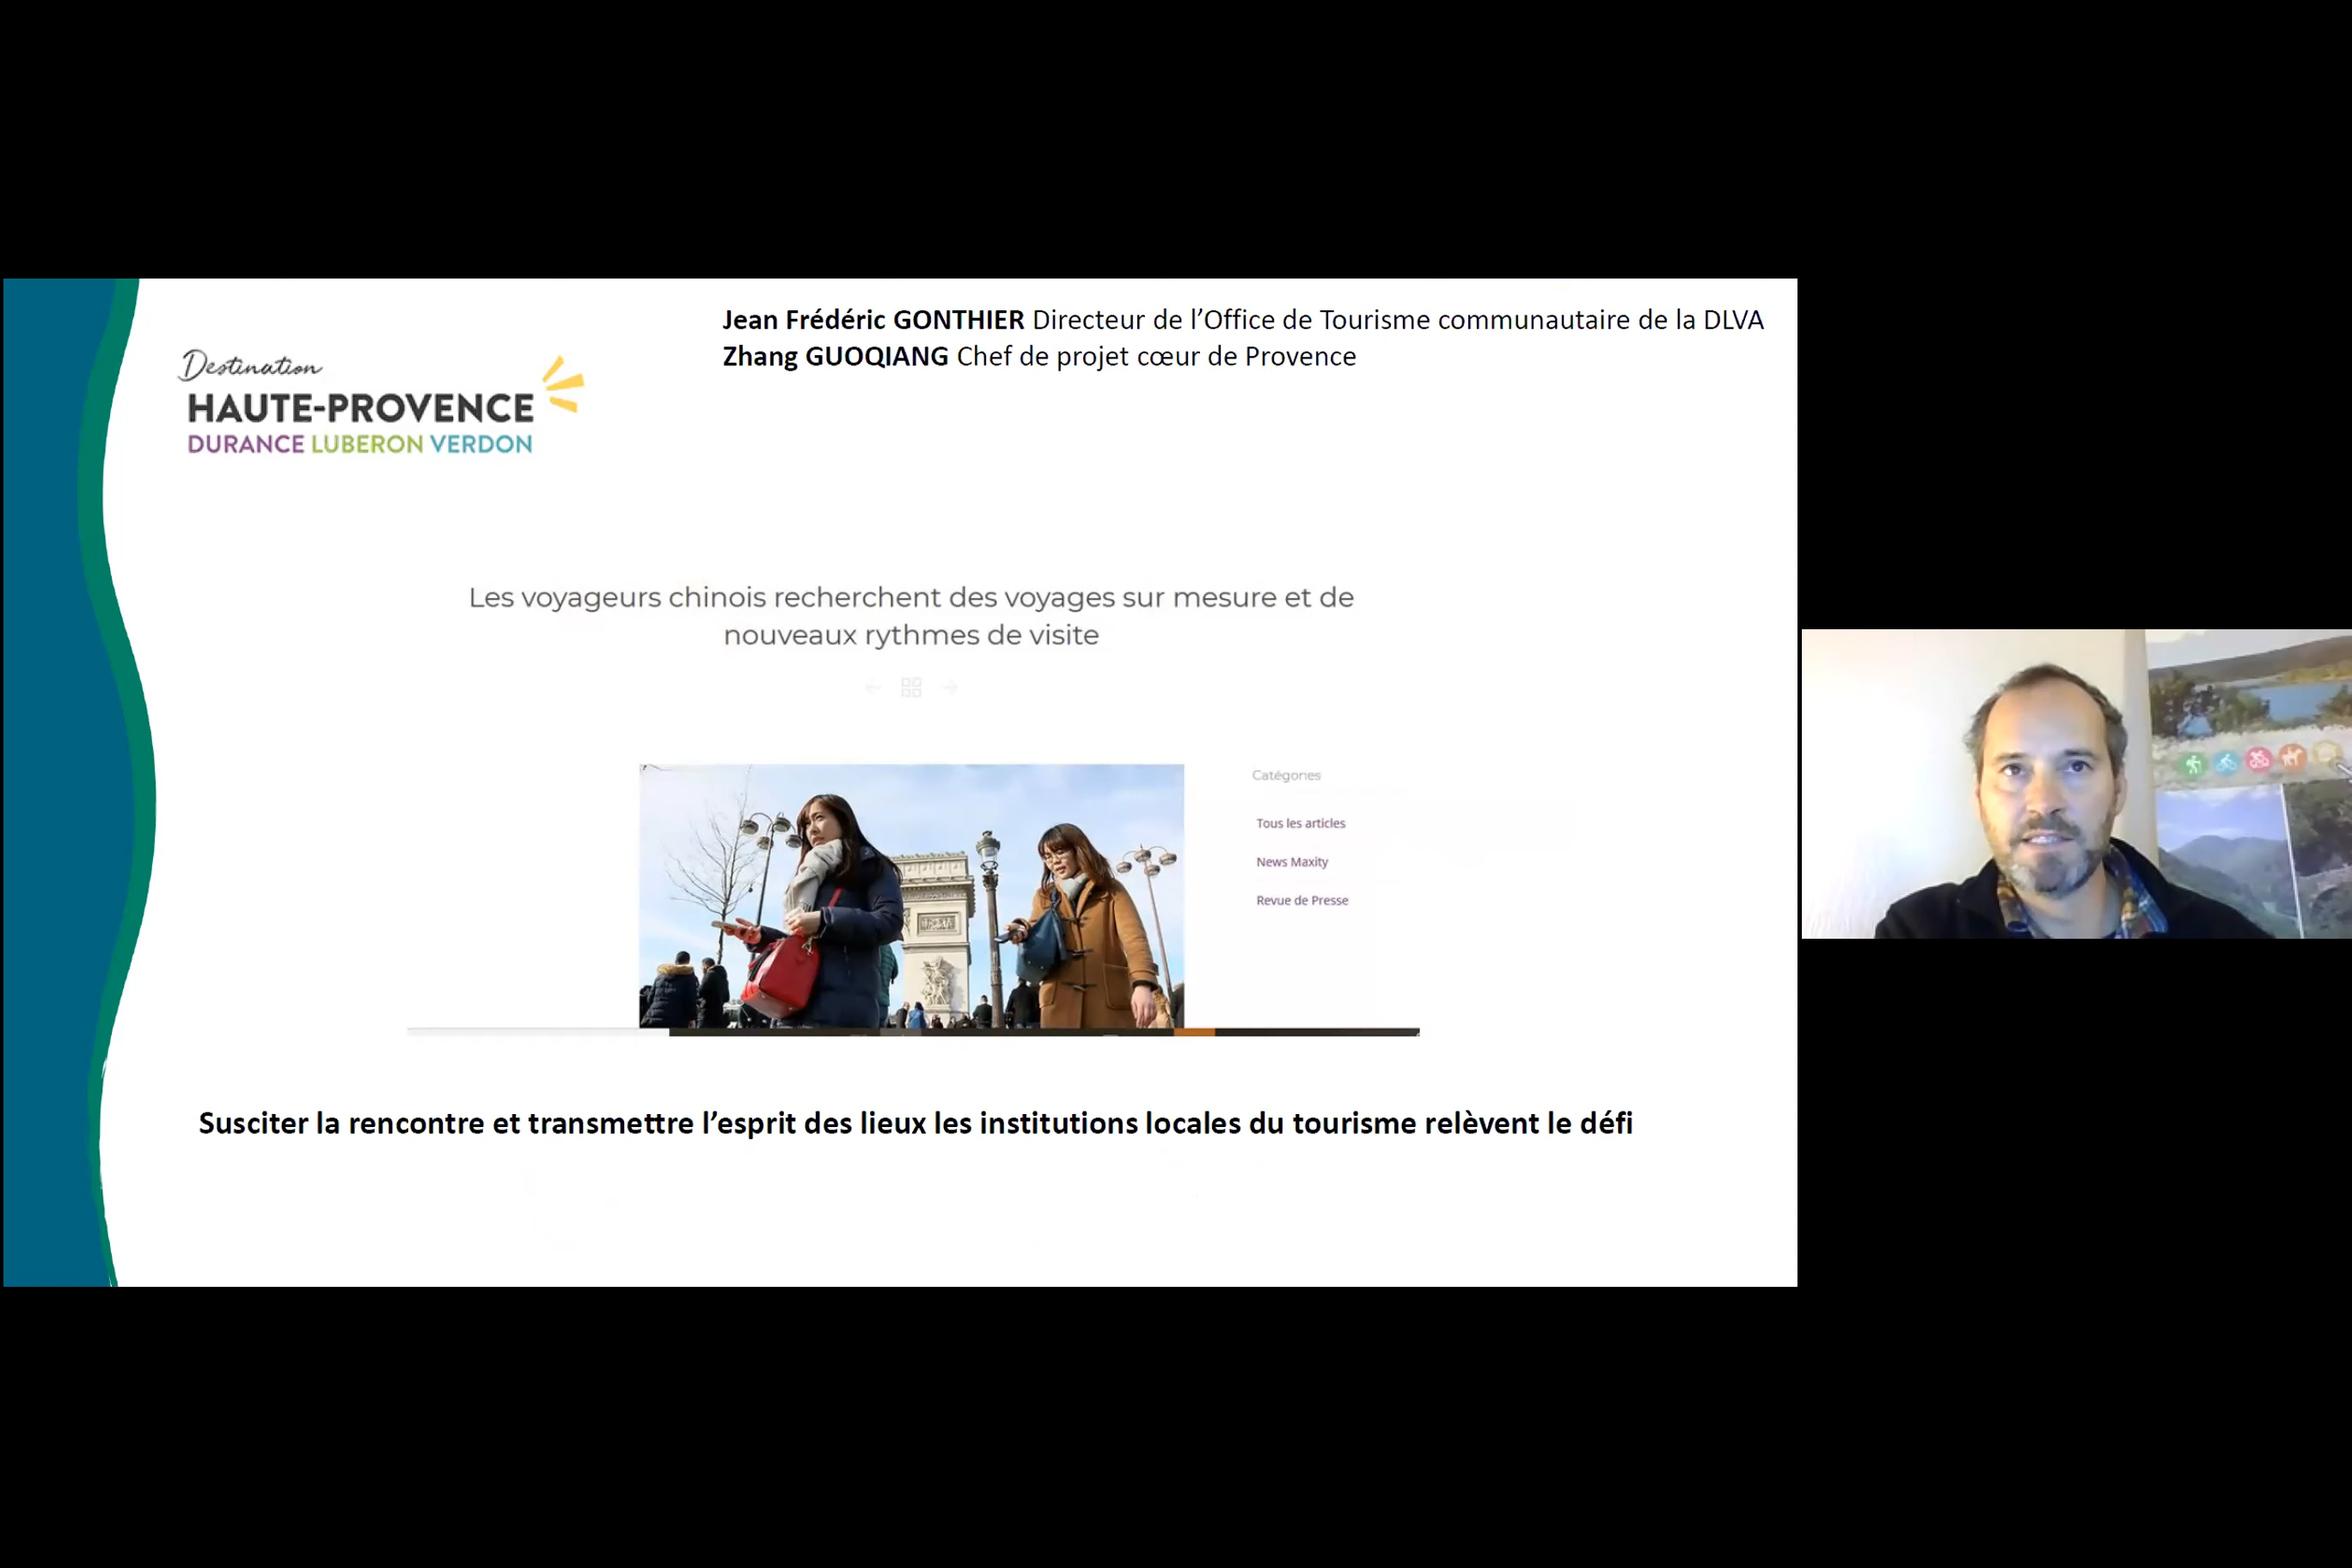 Jean Frédéric GONTHIER Directeur de l’Office de Tourisme communautaire de la DLVA
Zhang GUOQIANG Chef de projet cœur de Provence
Destination
HAUTE-PROVENCE
DURANCE LUBERON VERDON
Les voyageurs chinois recherchent des voyages sur mesure et de
nouveaux rythmes de visite
Catégories
Tous les articles
News Maxity
Revue de Presse
Susciter la rencontre et transmettre l’esprit des lieux les institutions locales du tourisme relèvent le défi